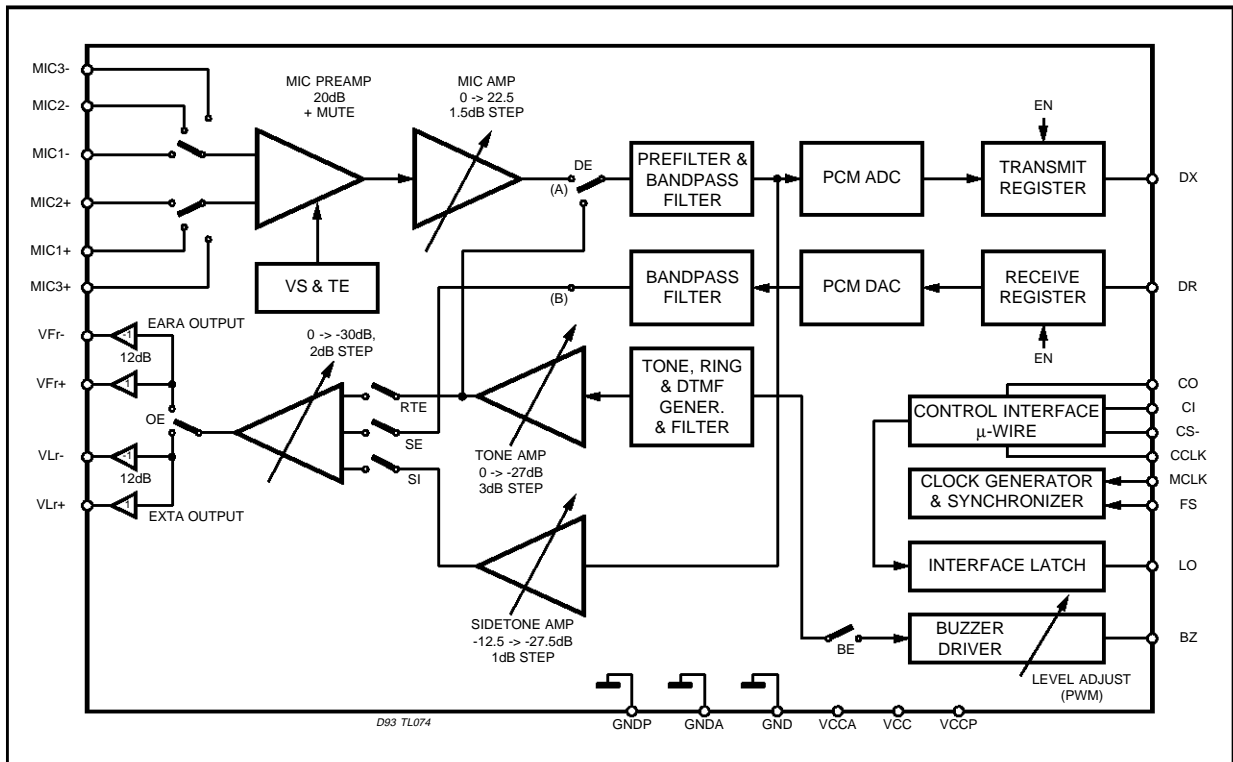 MIC3-
MIC2-
MIC1-
MIC2+
MIC1+
MIC3+
VFr-
VFr+
VLr-
VLr+
MIC PREAMP
20dB
+ MUTE
VS & TE
MIC AMP
0 -> 22.5
1.5dB STEP
DE
(A)
(B)
PREFILTER &
BANDPASS
FILTER
PCM ADC
EN
TRANSMIT
REGISTER
DX
BANDPASS
FILTER
PCM DAC
RECEIVE
REGISTER
DR
EN
EARA OUTPUT
-1
12dB
1
OE
-1
12dB
1
EXTA OUTPUT
0 -> -30dB,
2dB STEP
RTE
SE
SI
TONE AMP
0 -> -27dB
3dB STEP
TONE, RING
& DTMF
GENER.
& FILTER
SIDETONE AMP
-12.5 -> -27.5dB
1dB STEP
CONTROL INTERFACE
µ-WIRE
CO
CI
CS-
CCLK
CLOCK GENERATOR
& SYNCHRONIZER
MCLK
FS
INTERFACE LATCH
LO
BE
BUZZER
DRIVER
BZ
LEVEL ADJUST
(PWM)
D93 TL074
GNDP
GNDA
GND
VCCA
VCC
VCCP